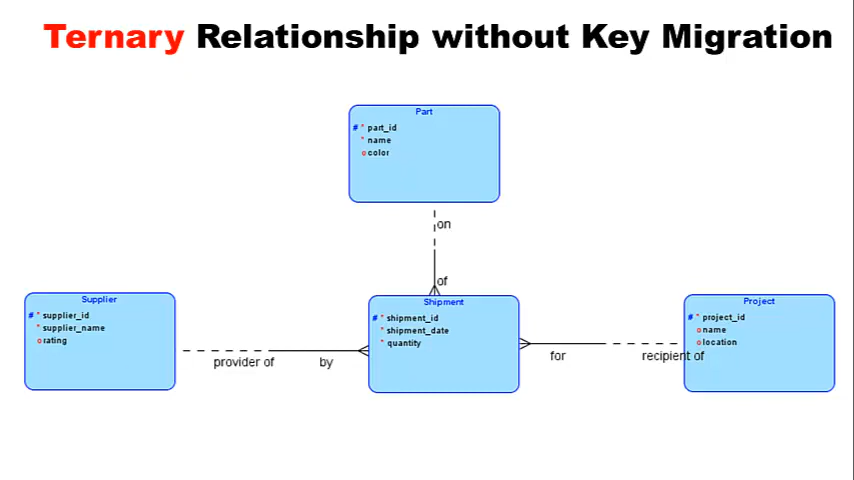 Ternary Relationship without Key Migration
Part
# * part_id
* name
o color
on
of
Supplier
# * supplier_id
* supplier_name
o rating
provider of
by
Shipment
# * shipment_id
* shipment_date
* quantity
for
recipient of
Project
# * project_id
o name
o location